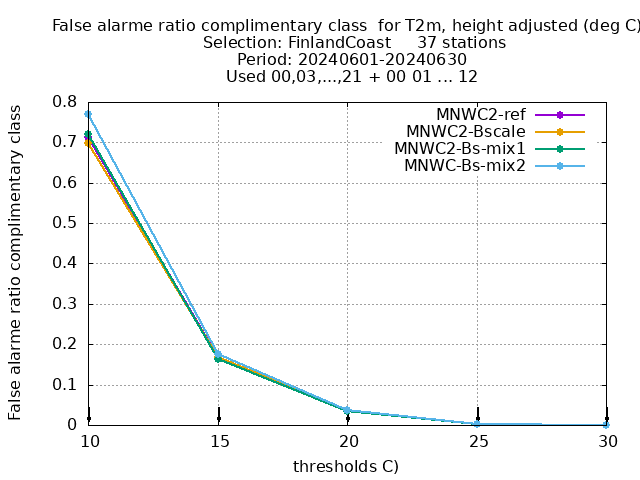 False alarme ratio complimentary class  for T2m, height adjusted (deg C)
Selection: FinlandCoast     37 stations
Period: 20240601-20240630
Used 00,03,...,21 + 00 01 ... 12
False alarme ratio complimentary class
0.8
0.7
0.6
0.5
0.4
0.3
0.2
0.1
0
MNWC2-ref
MNWC2-Bscale
MNWC2-Bs-mix1
MNWC-Bs-mix2
10 15 20 25 30
thresholds C)